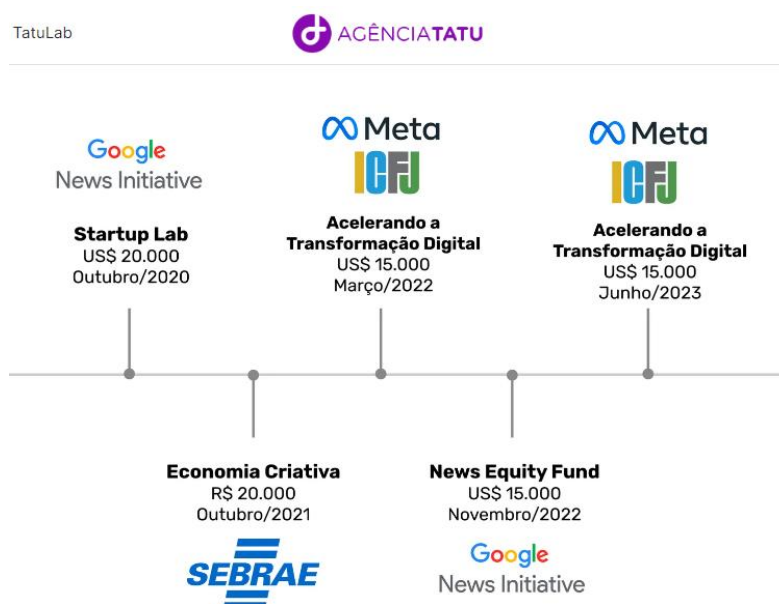 TatuLab
AGÊNCIATATU
Google
News Initiative
Startup Lab
US$ 20.000
Outubro/2020
Meta
ICFJ
Acelerando a
Transformação Digital
US$ 15.000
Março/2022
Meta
ICFJ
Acelerando a
Transformação Digital
US$ 15.000
Junho/2023
Economia Criativa
R$ 20.000
Outubro/2021
SEBRAE
News Equity Fund
US$ 15.000
Novembro/2022
Google
News Initiative